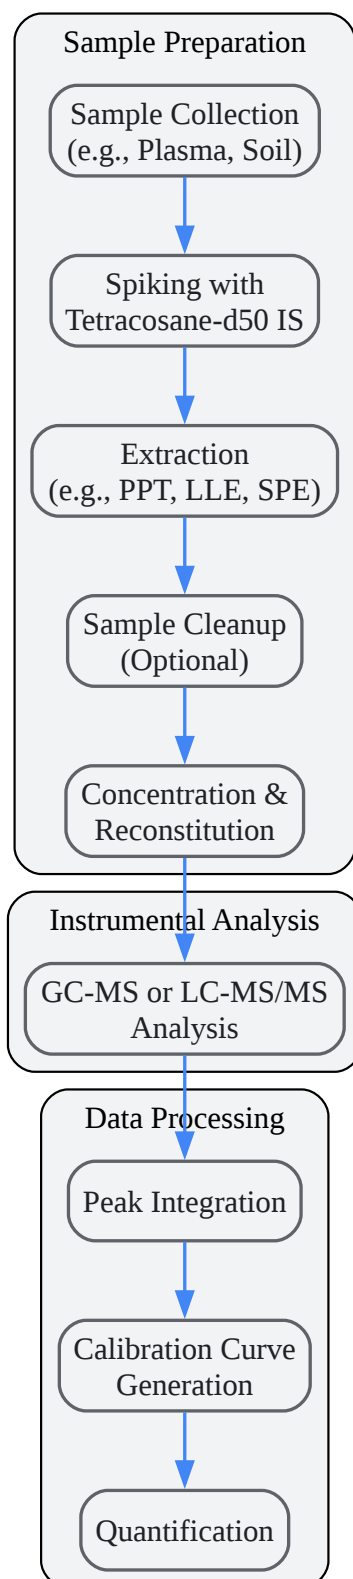 Sample Preparation
Sample Collection
(e.g., Plasma, Soil)
Spiking with
Tetracosane-d50 IS
Extraction
(e.g., PPT, LLE, SPE)
Sample Cleanup
(Optional)
Concentration &
Reconstitution
Instrumental Analysis
GC-MS or LC-MS/MS
Analysis
Data Processing
Peak Integration
Calibration Curve
Generation
Quantification